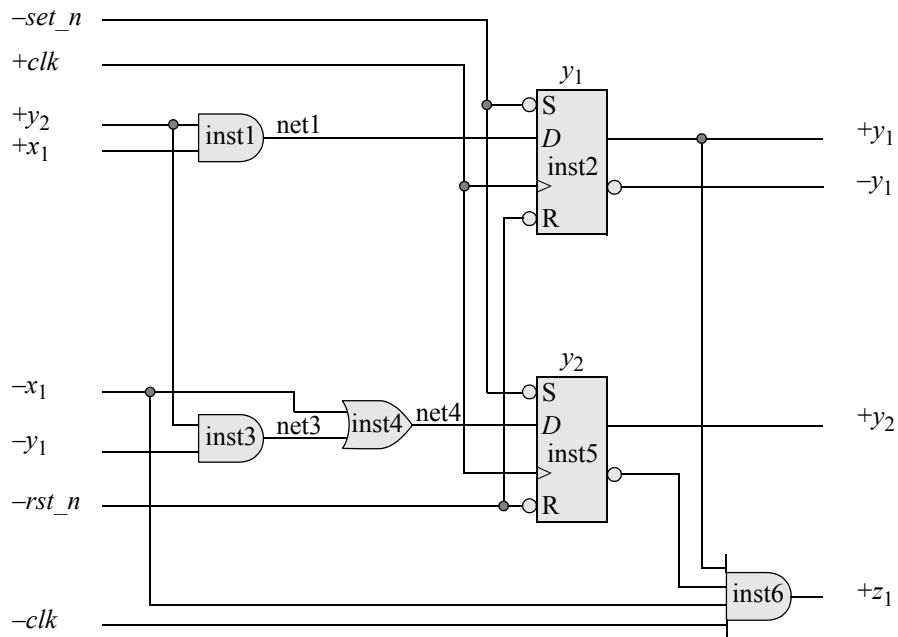 –set_n
+clk
y₁
+y₂
+x₁
inst1
net1
S
D
inst2
R
+y₁
–y₁
y₂
–x₁
–y₁
inst3
net3
inst4
net4
S
D
inst5
R
+y₂
–rst_n
–clk
inst6
+z₁